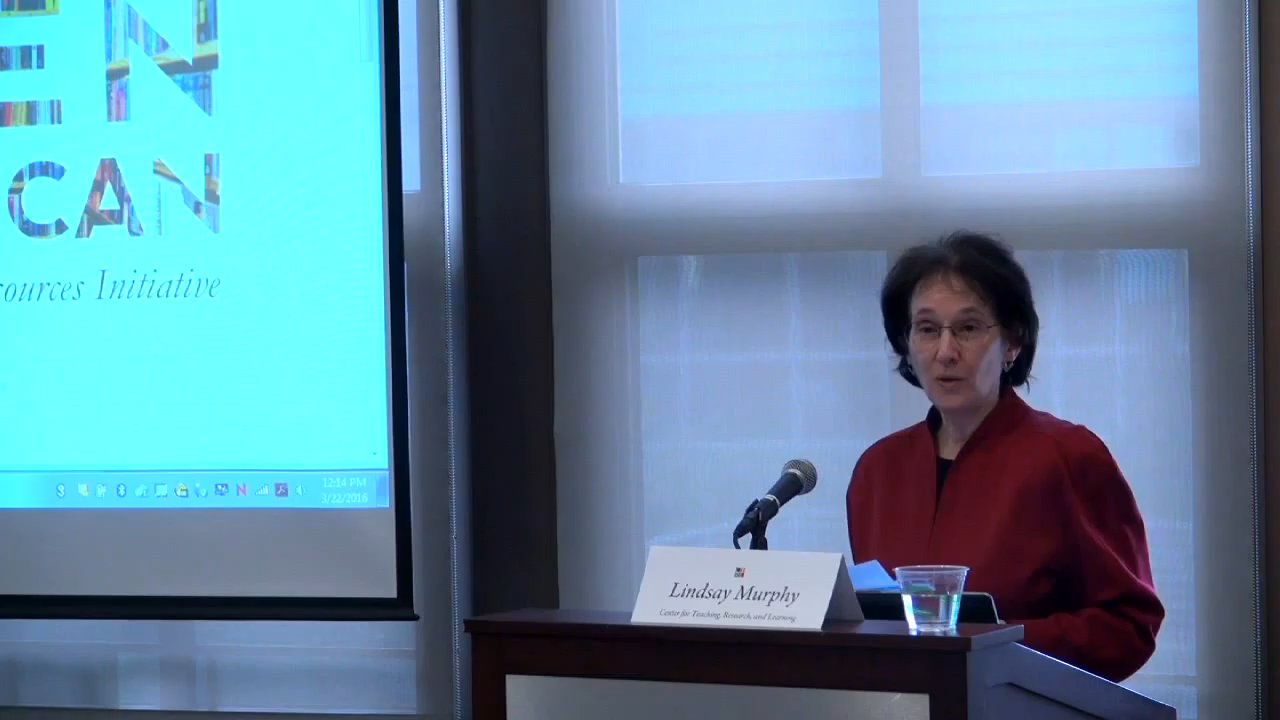 EN
CAN
ources Initiative
12:14 PM
3/22/2016
Lindsay Murphy
Center for Teaching, Research, and Learning